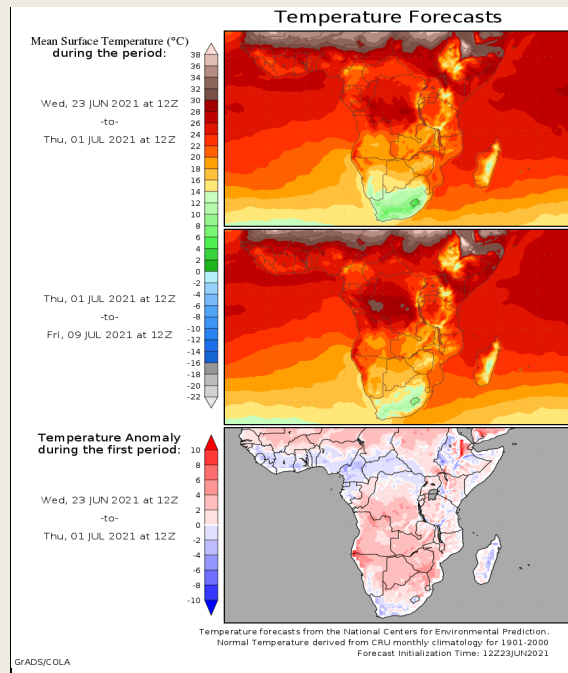 Temperature Forecasts
Mean Surface Temperature (°C)
during the period:
Wed, 23 JUN 2021 at 12Z
-to-
Thu, 01 JUL 2021 at 12Z
38
36
34
32
30
28
26
24
22
20
18
16
14
12
10
8
6
4
2
-2
-4
-6
-8
-10
-12
-14
-16
-18
-20
-22
Thu, 01 JUL 2021 at 12Z
-to-
Fri, 09 JUL 2021 at 12Z
Temperature Anomaly
during the first period:
Wed, 23 JUN 2021 at 12Z
-to-
Thu, 01 JUL 2021 at 12Z
10
8
6
4
2
0
-2
-4
-6
-8
-10
Temperature forecasts from the National Centers for Environmental Prediction.
Normal Temperature derived from CRU monthly climatology for 1901-2000
Forecast Initialization Time: 12Z23JUN2021
GrADS/COLA